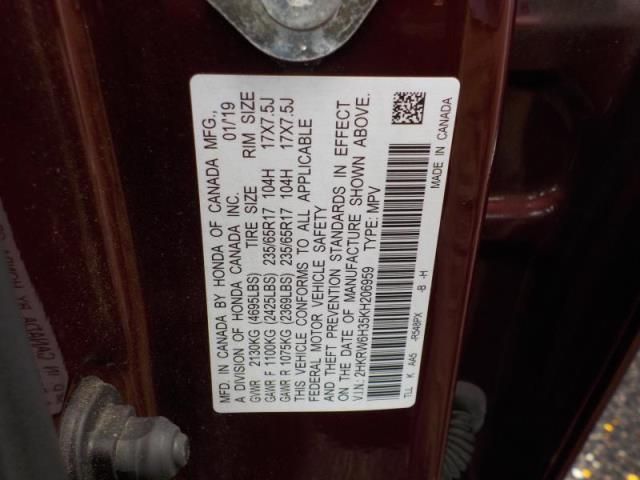 MFD. IN CANADA BY HONDA OF CANADA MFG.,
A DIVISION OF HONDA CANADA INC. 01/19
GVWR 2130KG (4695LBS) TIRE SIZE RIM SIZE
GAWR F 1100KG (2425LBS) 235/65R17 104H 17X7.5J
GAWR R 1075KG (2369LBS) 235/65R17 104H 17X7.5J
THIS VEHICLE CONFORMS TO ALL APPLICABLE
FEDERAL MOTOR VEHICLE SAFETY
AND THEFT PREVENTION STANDARDS IN EFFECT
ON THE DATE OF MANUFACTURE SHOWN ABOVE.
V.I.N.: 2HKRW6H35KH206959 TYPE: MPV
TLL K AA5 -R548PX -B -H
MADE IN CANADA